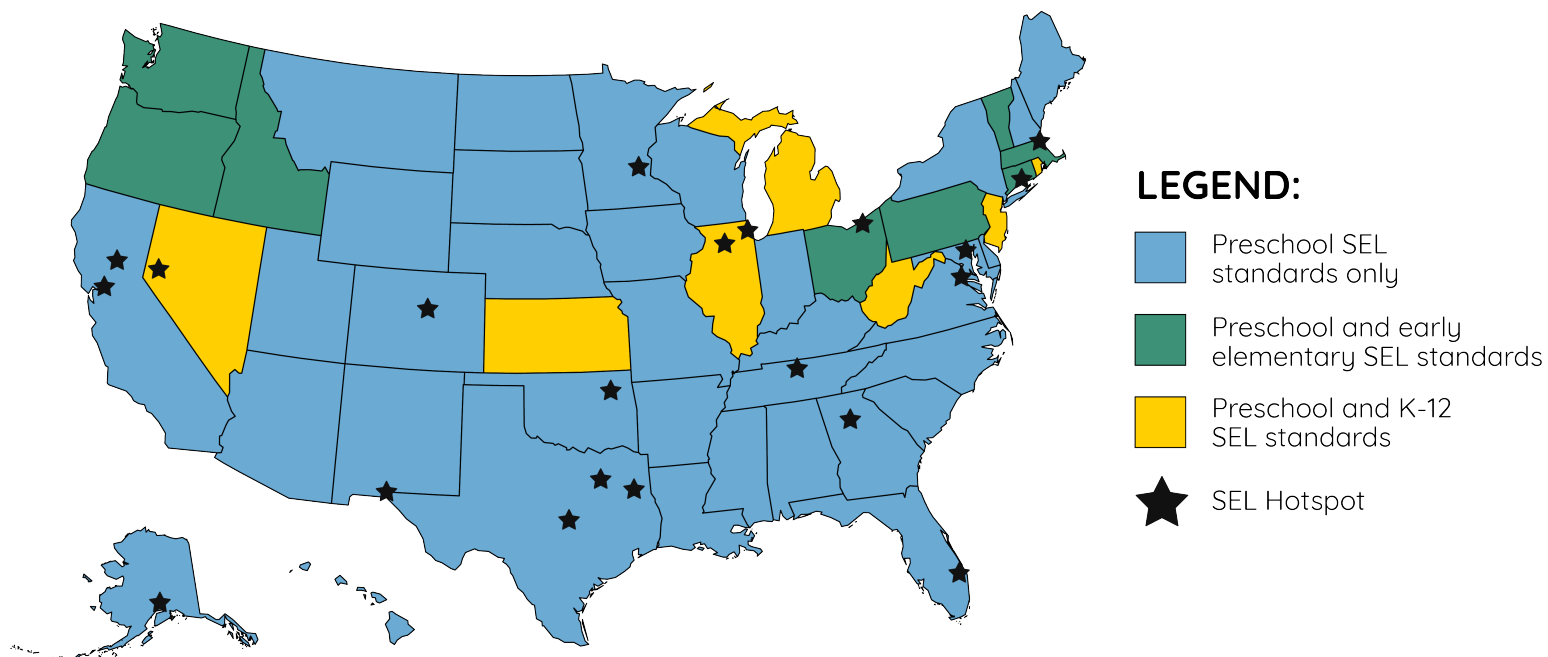 LEGEND:
Preschool SEL
standards only
Preschool and early
elementary SEL standards
Preschool and K-12
SEL standards
SEL Hotspot